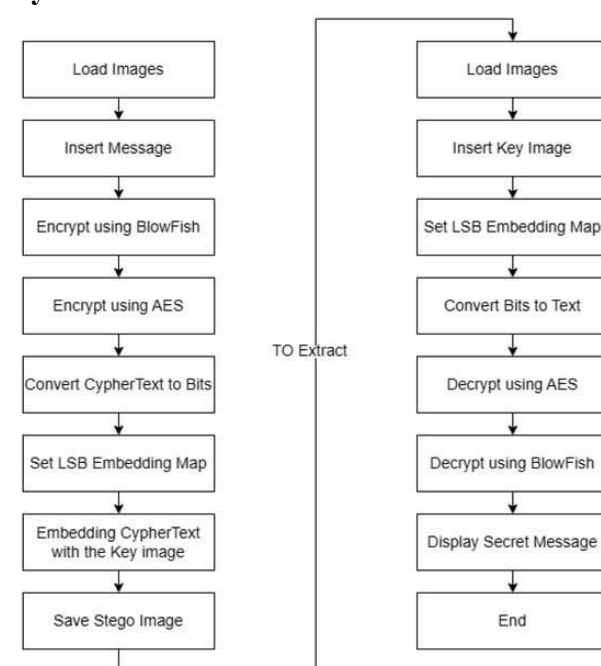 Load Images
Insert Message
Encrypt using BlowFish
Encrypt using AES
Convert CypherText to Bits
Set LSB Embedding Map
Embedding CypherText
with the Key image
Save Stego Image
TO Extract
Load Images
Insert Key Image
Set LSB Embedding Map
Convert Bits to Text
Decrypt using AES
Decrypt using BlowFish
Display Secret Message
End